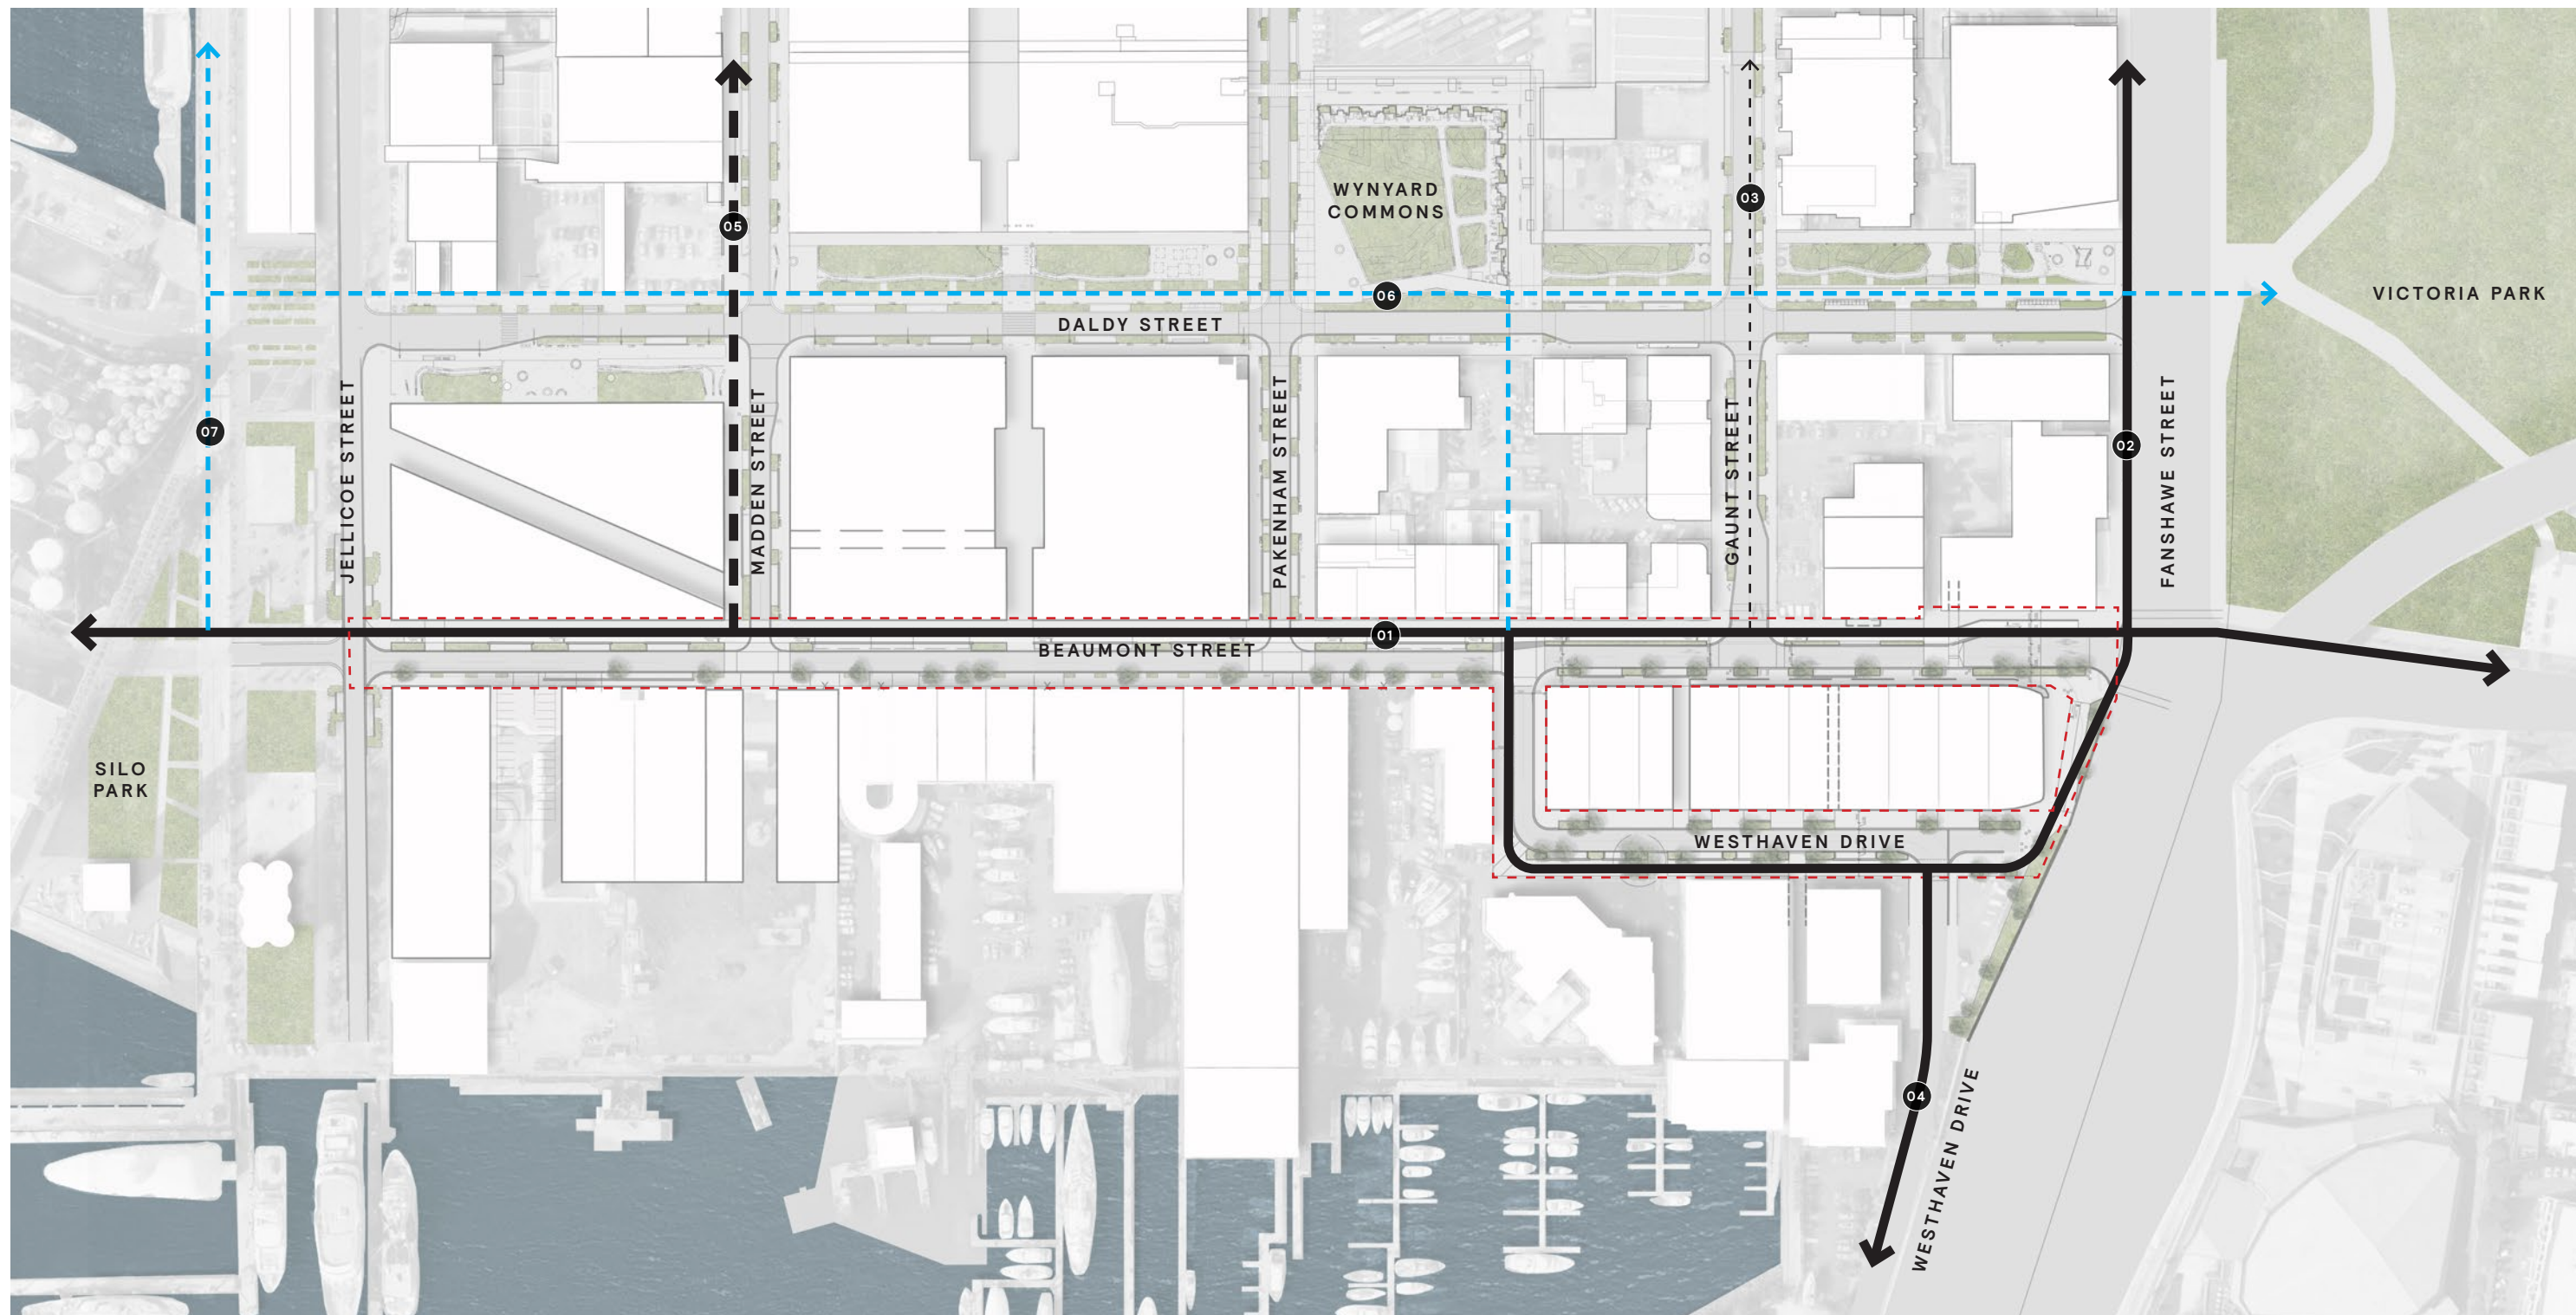 WYNYARD
COMMONS
03
05
06
VICTORIA PARK
DALDY STREET
07
JELLICOE STREET
MADDEN STREET
PAKENHAM STREET
GAUNT STREET
02
FANSHAWE STREET
01
BEAUMONT STREET
SILO
PARK
WESTHAVEN DRIVE
04
WESTHAVEN DRIVE